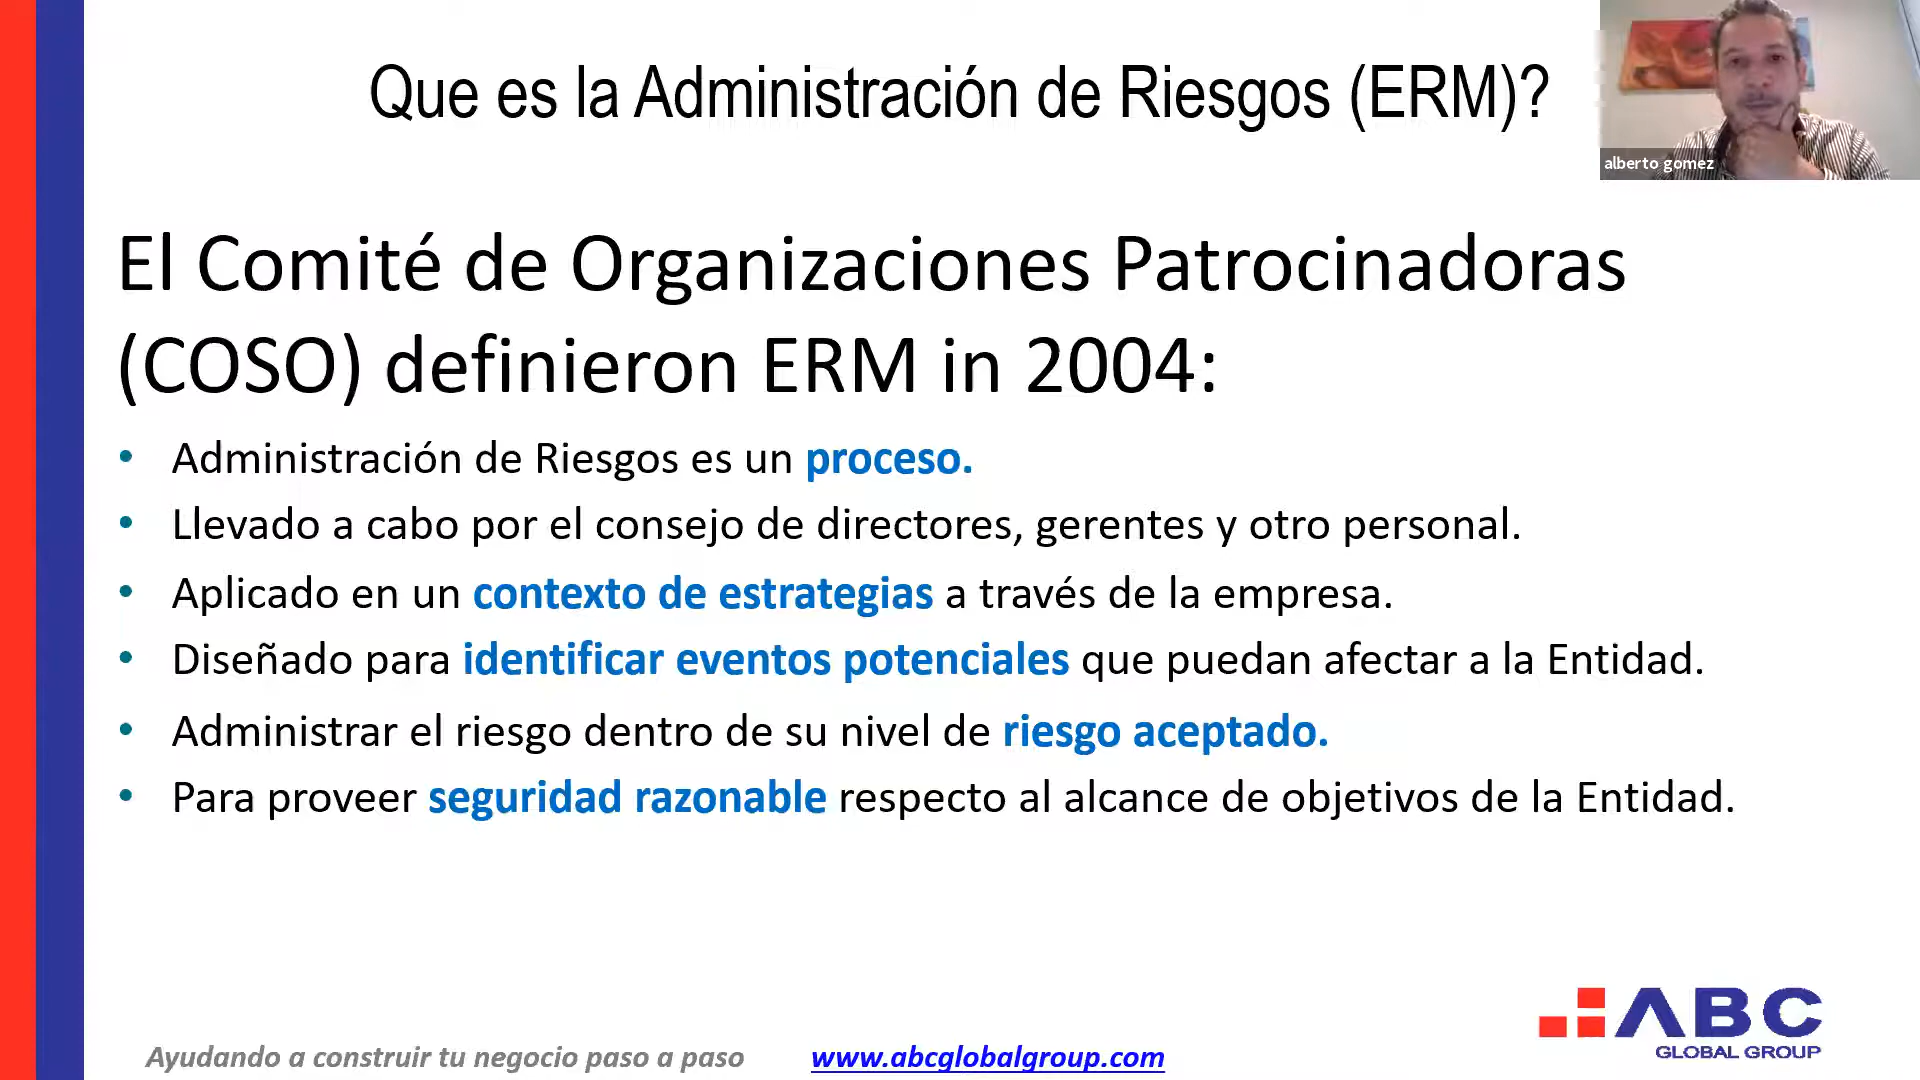 Que es la Administración de Riesgos (ERM)?
alberto gomez
El Comité de Organizaciones Patrocinadoras
(COSO) definieron ERM in 2004:
• Administración de Riesgos es un proceso.
• Llevado a cabo por el consejo de directores, gerentes y otro personal.
• Aplicado en un contexto de estrategias a través de la empresa.
• Diseñado para identificar eventos potenciales que puedan afectar a la Entidad.
• Administrar el riesgo dentro de su nivel de riesgo aceptado.
• Para proveer seguridad razonable respecto al alcance de objetivos de la Entidad.
ABC
GLOBAL GROUP
Ayudando a construir tu negocio paso a paso www.abcglobalgroup.com